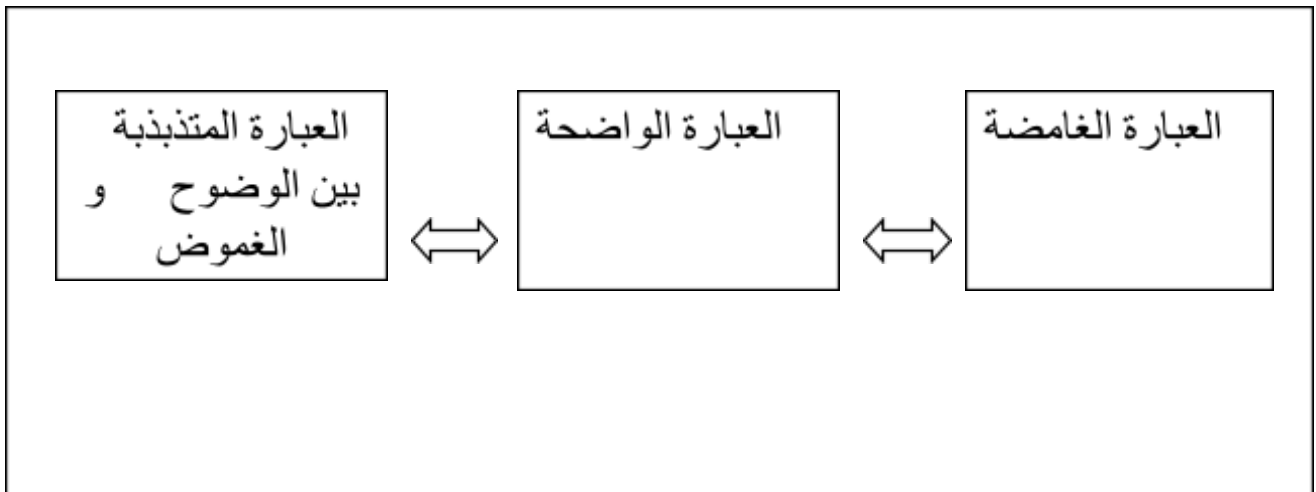 العبارة الغامضة
العبارة الواضحة
العبارة المتذبذبة
بين الوضوح و
الغموض